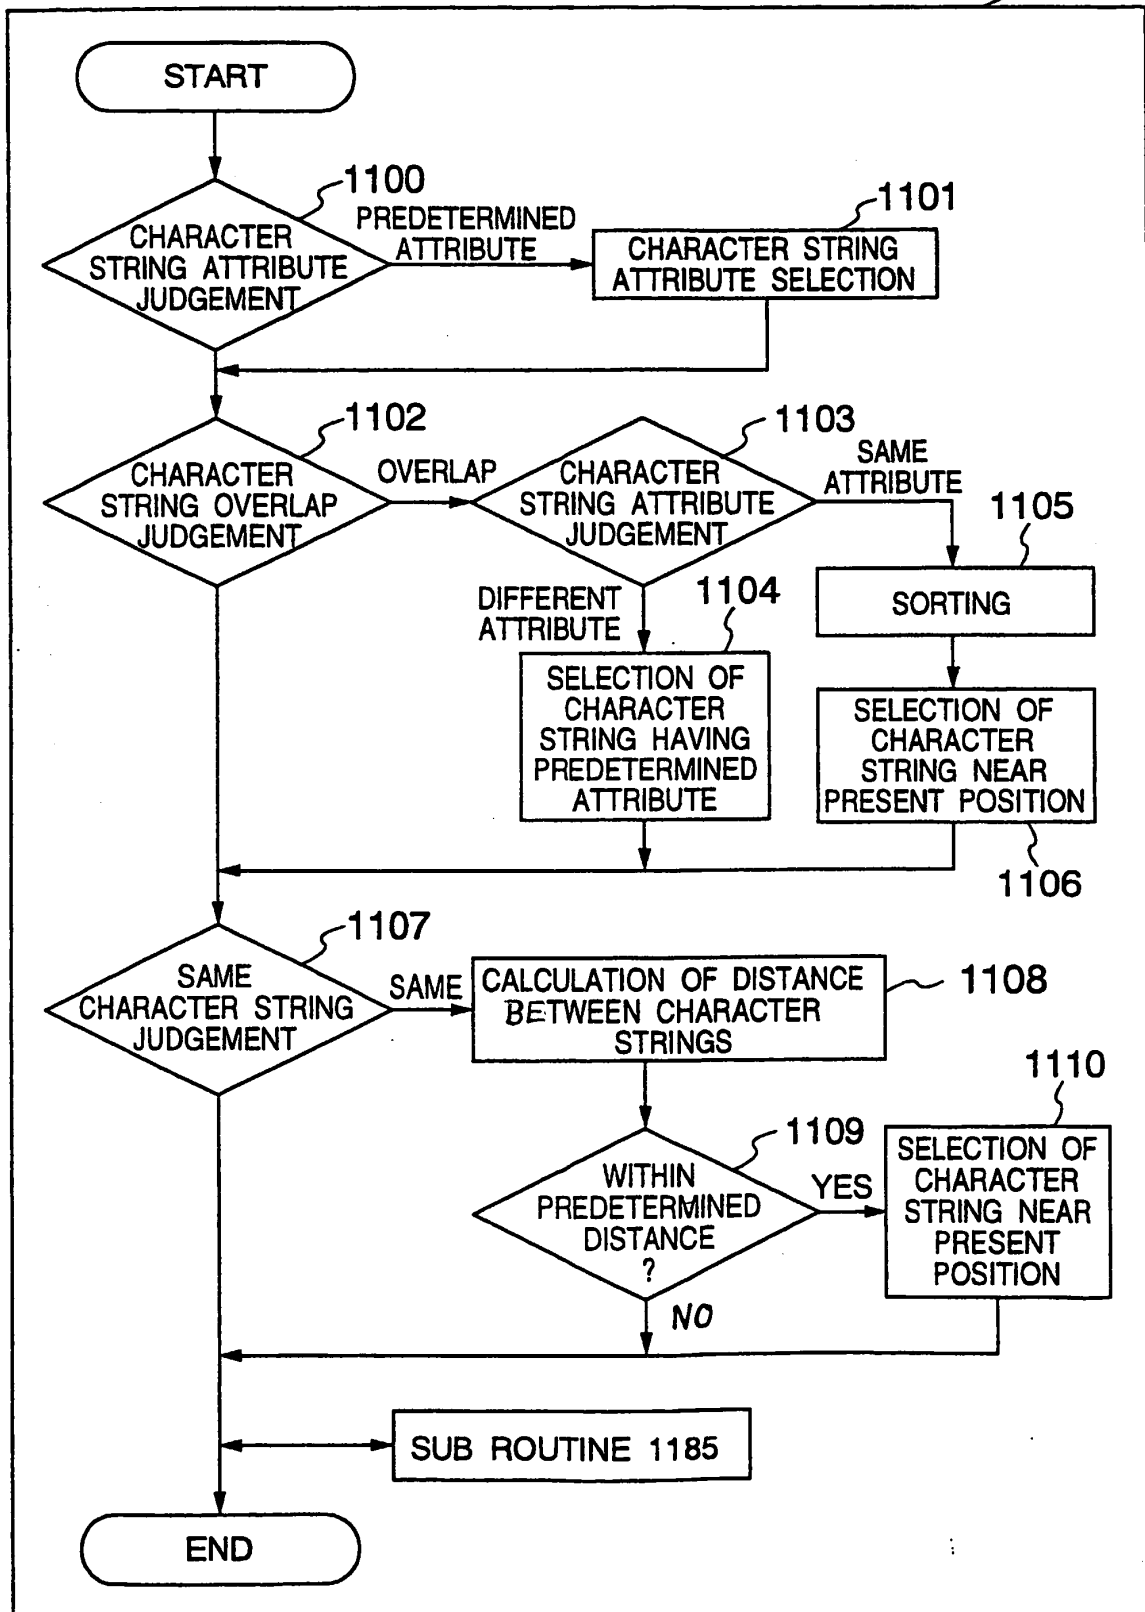 START
1100
CHARACTER
STRING ATTRIBUTE
JUDGEMENT
PREDETERMINED
ATTRIBUTE
1101
CHARACTER STRING
ATTRIBUTE SELECTION
1102
CHARACTER
STRING OVERLAP
JUDGEMENT
OVERLAP
1103
CHARACTER
STRING ATTRIBUTE
JUDGEMENT
SAME
ATTRIBUTE
1105
SORTING
DIFFERENT
ATTRIBUTE
1104
SELECTION OF
CHARACTER
STRING HAVING
PREDETERMINED
ATTRIBUTE
SELECTION OF
CHARACTER
STRING NEAR
PRESENT POSITION
1106
1107
SAME
CHARACTER STRING
JUDGEMENT
SAME
CALCULATION OF DISTANCE
BETWEEN CHARACTER
STRINGS
1108
1109
WITHIN
PREDETERMINED
DISTANCE
?
YES
1110
SELECTION OF
CHARACTER
STRING NEAR
PRESENT
POSITION
NO
SUB ROUTINE 1185
END